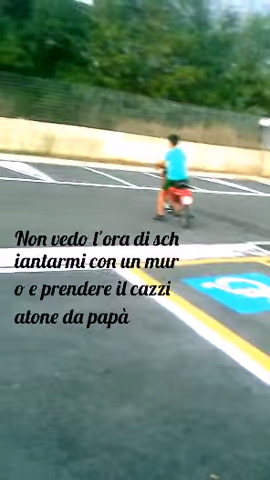 Non vedo l'ora di sch
iantarmi con un mur
o e prendere il cazzi
atone da papà